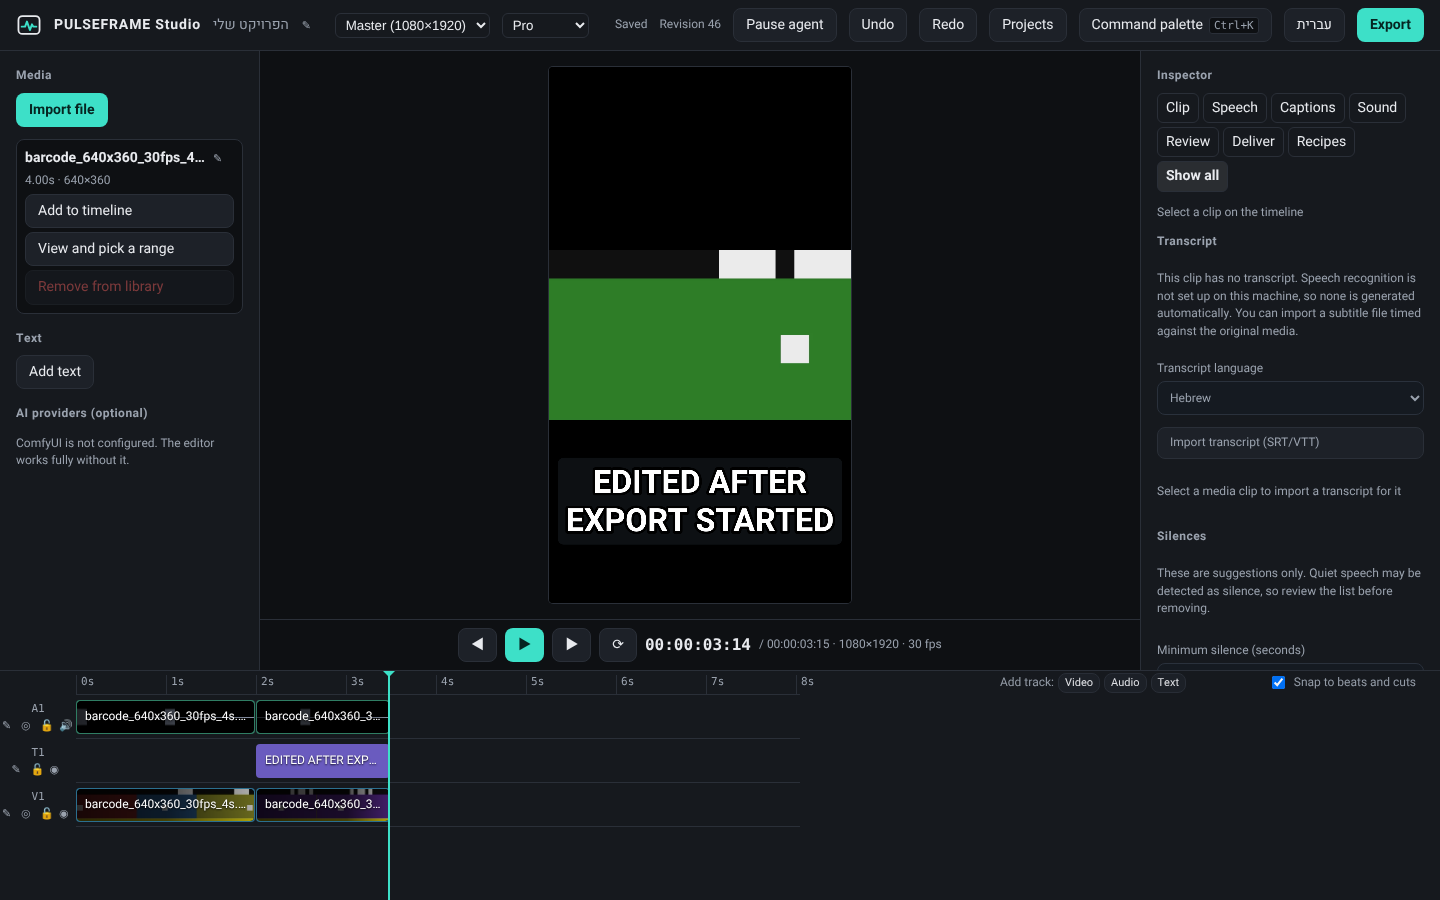 PULSEFRAME Studio
הפרויקט שלי
Master (1080×1920)
Pro
Saved
Revision 46
Pause agent
Undo
Redo
Projects
Command palette Ctrl+K
עברית
Export
Media
Import file
barcode_640x360_30fps_4...
4.00s · 640×360
Add to timeline
View and pick a range
Remove from library
Text
Add text
AI providers (optional)
ComfyUI is not configured. The editor
works fully without it.
EDITED AFTER
EXPORT STARTED
00:00:03:14 / 00:00:03:15 · 1080×1920 · 30 fps
Inspector
Clip
Speech
Captions
Sound
Review
Deliver
Recipes
Show all
Select a clip on the timeline
Transcript
This clip has no transcript. Speech recognition is
not set up on this machine, so none is generated
automatically. You can import a subtitle file timed
against the original media.
Transcript language
Hebrew
Import transcript (SRT/VTT)
Select a media clip to import a transcript for it
Silences
These are suggestions only. Quiet speech may be
detected as silence, so review the list before
removing.
Minimum silence (seconds)
0s 1s 2s 3s 4s 5s 6s 7s 8s
Add track: Video Audio Text
Snap to beats and cuts
A1
barcode_640x360_30fps_4s....
barcode_640x360_3...
T1
EDITED AFTER EXP...
V1
barcode_640x360_30fps_4s....
barcode_640x360_3...